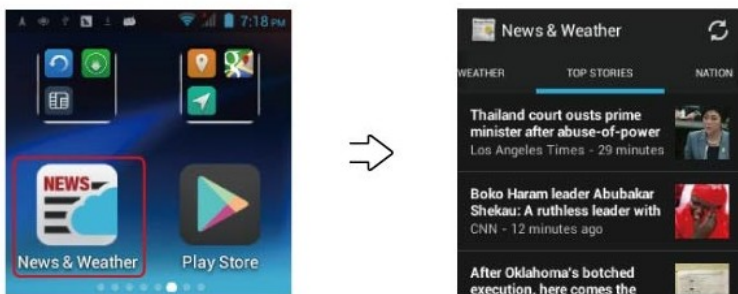 7:18 PM
NEWS
News & Weather
Play Store
News & Weather
WEATHER
TOP STORIES
NATION
Thailand court ousts prime
minister after abuse-of-power
Los Angeles Times - 29 minutes
Boko Haram leader Abubakar
Shekau: A ruthless leader with
CNN - 12 minutes ago
After Oklahoma's botched
execution, here comes the